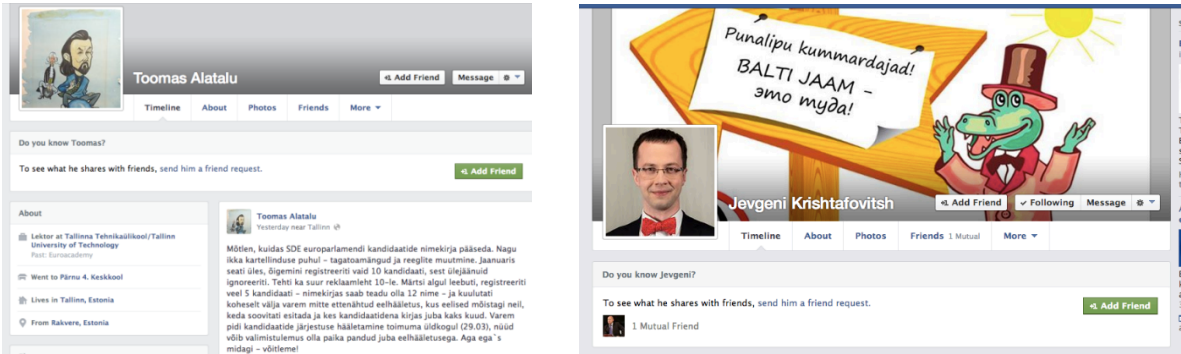 Toomas Alatalu
Add Friend
Message
Timeline
About
Photos
Friends
More
Do you know Toomas?
To see what he shares with friends, send him a friend request.
Add Friend
About
Lektor at Tallinna Tehnikaülikool/Tallinn
University of Technology
Past: Euroacademy
Went to Pärnu 4. Keskkool
Lives in Tallinn, Estonia
From Rakvere, Estonia
Toomas Alatalu
Yesterday near Tallinn
Mõtlen, kuidas SDE europarlamendi kandidaatide nimekirja pääseda. Nagu
ikka kartellinduse puhul - tagatoamängud ja reeglite muutmine. Jaanuaris
seati üles, õigemini registreeriti vaid 10 kandidaati, sest ülejäänuid
ignoreeriti. Tehti ka suur reklaamleht 10-le. Märtsi algul leebuti, registreeriti
veel 5 kandidaati - nimekirjas saab teadu olla 12 nime - ja kuulutati
koheselt välja varem mitte ettenähtud eelhääletus, kus eelised mõistagi neil,
keda soovitati esitada ja kes kandidaatidena kirjas juba kaks kuud. Varem
pidi kandidaatide järjestuse hääletamine toimuma üldkogul (29.03), nüüd
võib valimistulemus olla paika pandud juba eelhääletusega. Aga ega`s
midagi - võitleme!
Punalipu kummardajad!
BALTI JAAM -
это туда!
Jevgeni Krishtafovitsh
Add Friend
Following
Message
Timeline
About
Photos
Friends 1 Mutual
More
Do you know Jevgeni?
To see what he shares with friends, send him a friend request.
Add Friend
1 Mutual Friend